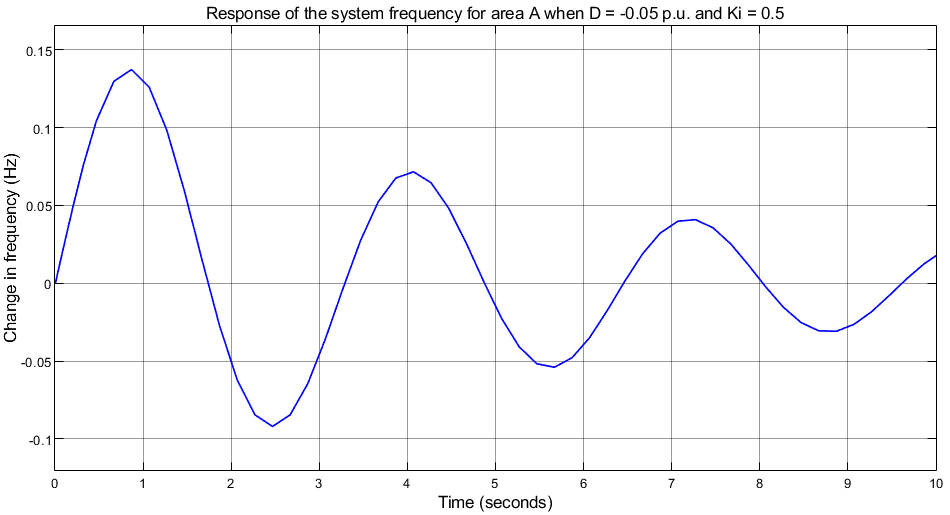 Response of the system frequency for area A when D = -0.05 p.u. and Ki = 0.5
Change in frequency (Hz)
0.15
0.1
0.05
0
-0.05
-0.1
0 1 2 3 4 5 6 7 8 9 10
Time (seconds)